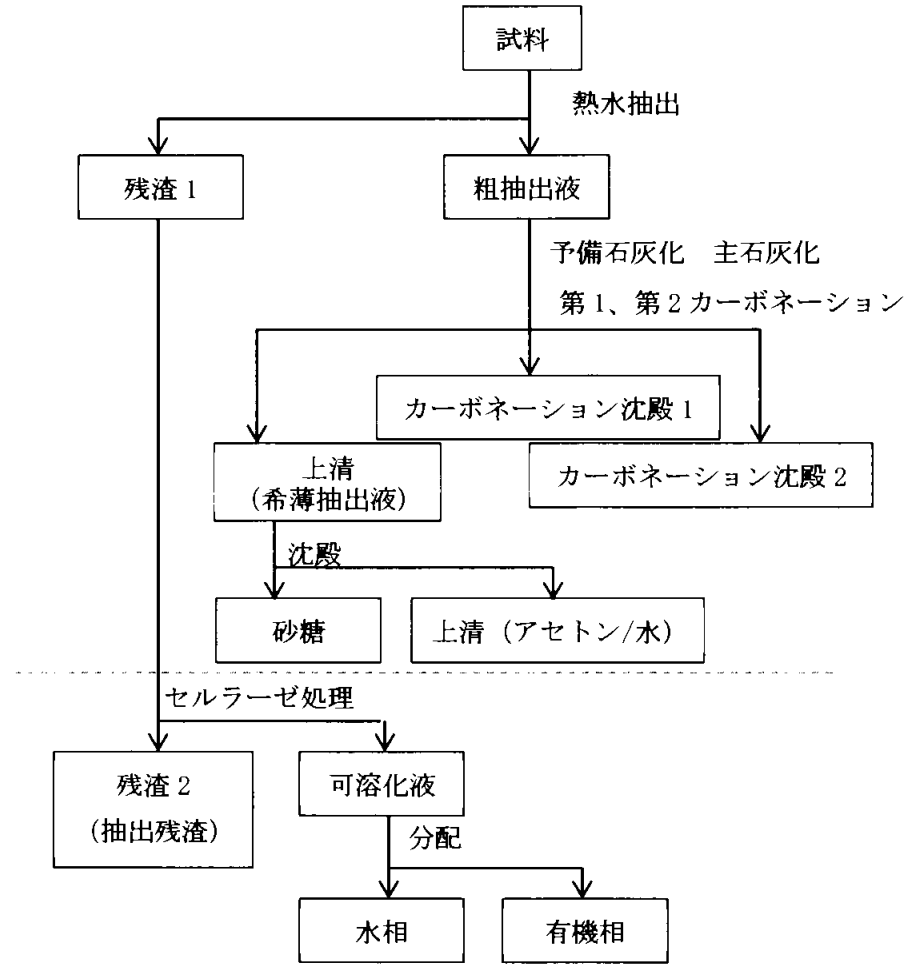 試料
熱水抽出
残渣 1
粗抽出液
予備石灰化　主石灰化
第 1、第 2 カーボネーション
カーボネーション沈殿 1
上清
(希薄抽出液)
カーボネーション沈殿 2
沈殿
砂糖
上清 (アセトン/水)
セルラーゼ処理
残渣 2
(抽出残渣)
可溶化液
分配
水相
有機相